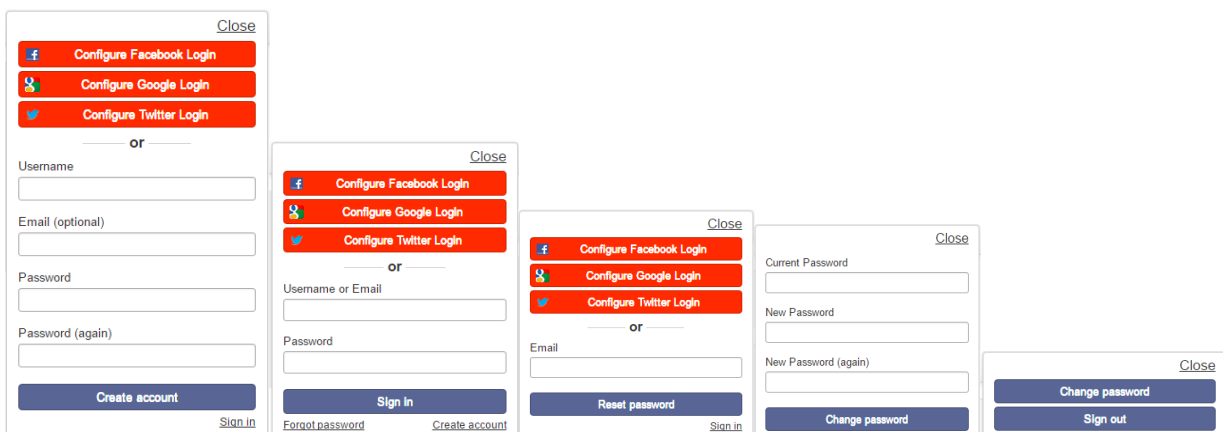 Close
Configure Facebook Login
Configure Google Login
Configure Twitter Login
or
Username
Email (optional)
Password
Password (again)
Create account
Sign in
Close
Configure Facebook Login
Configure Google Login
Configure Twitter Login
or
Username or Email
Password
Sign in
Forgot password Create account
Close
Configure Facebook Login
Configure Google Login
Configure Twitter Login
or
Email
Reset password
Sign in
Close
Current Password
New Password
New Password (again)
Change password
Close
Change password
Sign out